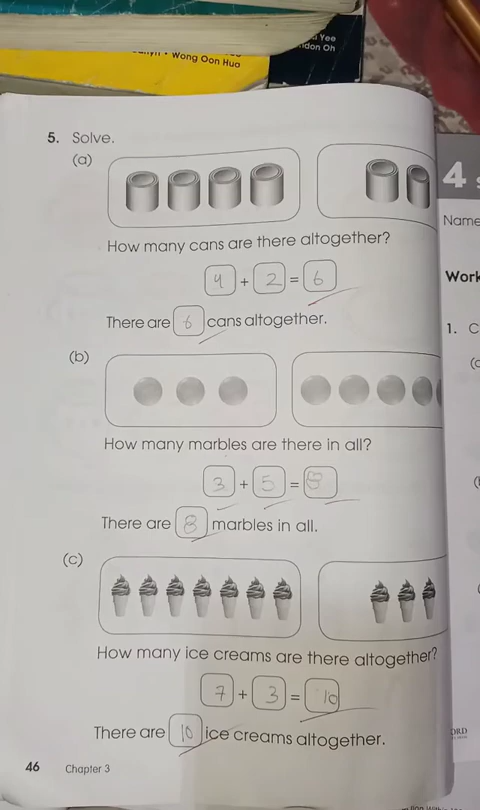 Yee
don Oh
Wong Oon Hua
5. Solve.
(a)
How many cans are there altogether?
4 + 2 = 6
There are 6 cans altogether.
(b)
How many marbles are there in all?
3 + 5 = 8
There are 8 marbles in all.
(c)
How many ice creams are there altogether?
7 + 3 = 10
There are 10 ice creams altogether.
46 Chapter 3
4
Name
Work
1. C